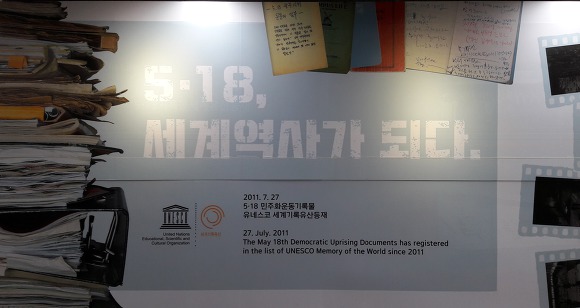 5·18,
세계역사가 되다.
2011. 7. 27
5·18 민주화운동기록물
유네스코 세계기록유산등재
United Nations
Educational, Scientific and
Cultural Organization
27. July. 2011
The May 18th Democratic Uprising Documents has registered
in the list of UNESCO Memory of the World since 2011